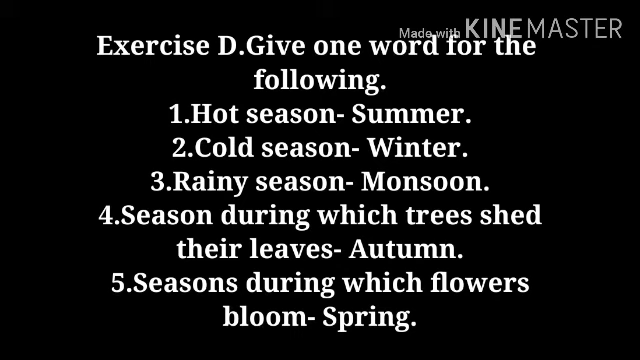 Made with KINEMASTER
Exercise D.Give one word for the
following.
1.Hot season- Summer.
2.Cold season- Winter.
3.Rainy season- Monsoon.
4.Season during which trees shed
their leaves- Autumn.
5.Seasons during which flowers
bloom- Spring.